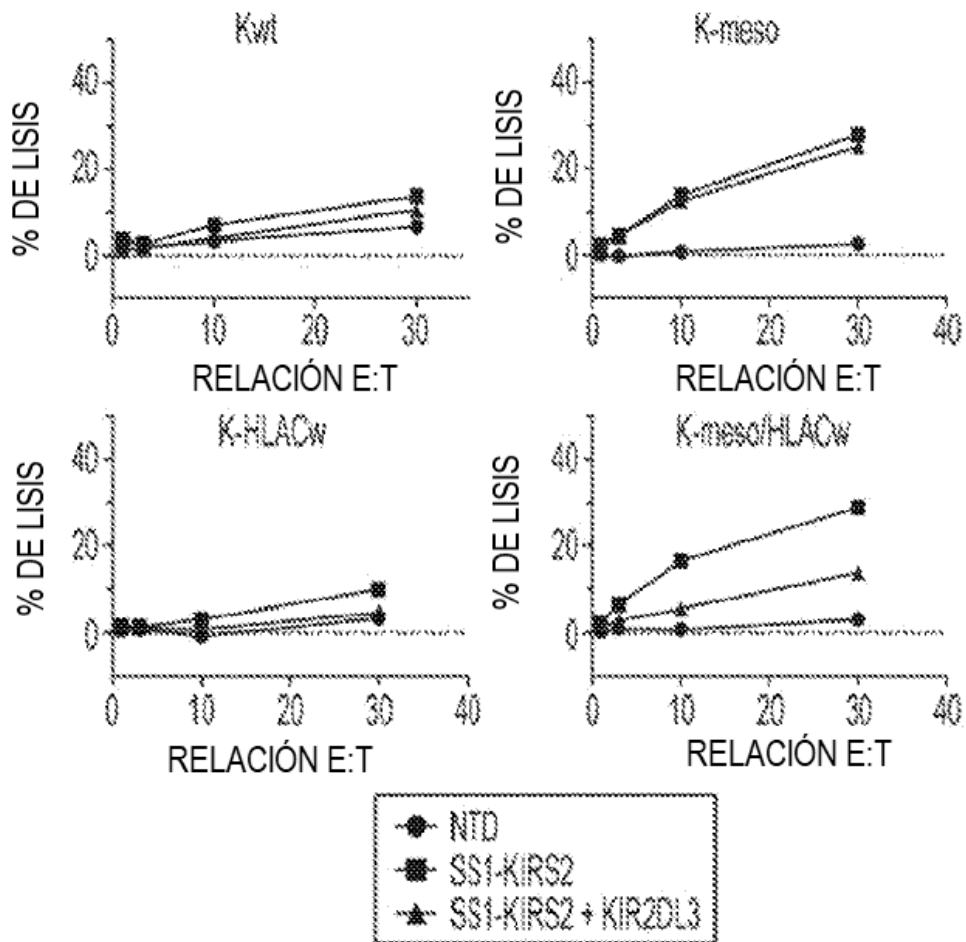 Kwt
% DE LISIS
40
20
0
0 10 20 30
RELACIÓN E:T
K-meso
% DE LISIS
40
20
0
0 10 20 30 40
RELACIÓN E:T
K-HLACw
% DE LISIS
40
20
0
0 10 20 30 40
RELACIÓN E:T
K-meso/HLACw
% DE LISIS
40
20
0
0 10 20 30 40
RELACIÓN E:T
NTD
SS1-KIRS2
SS1-KIRS2 + KIR2DL3